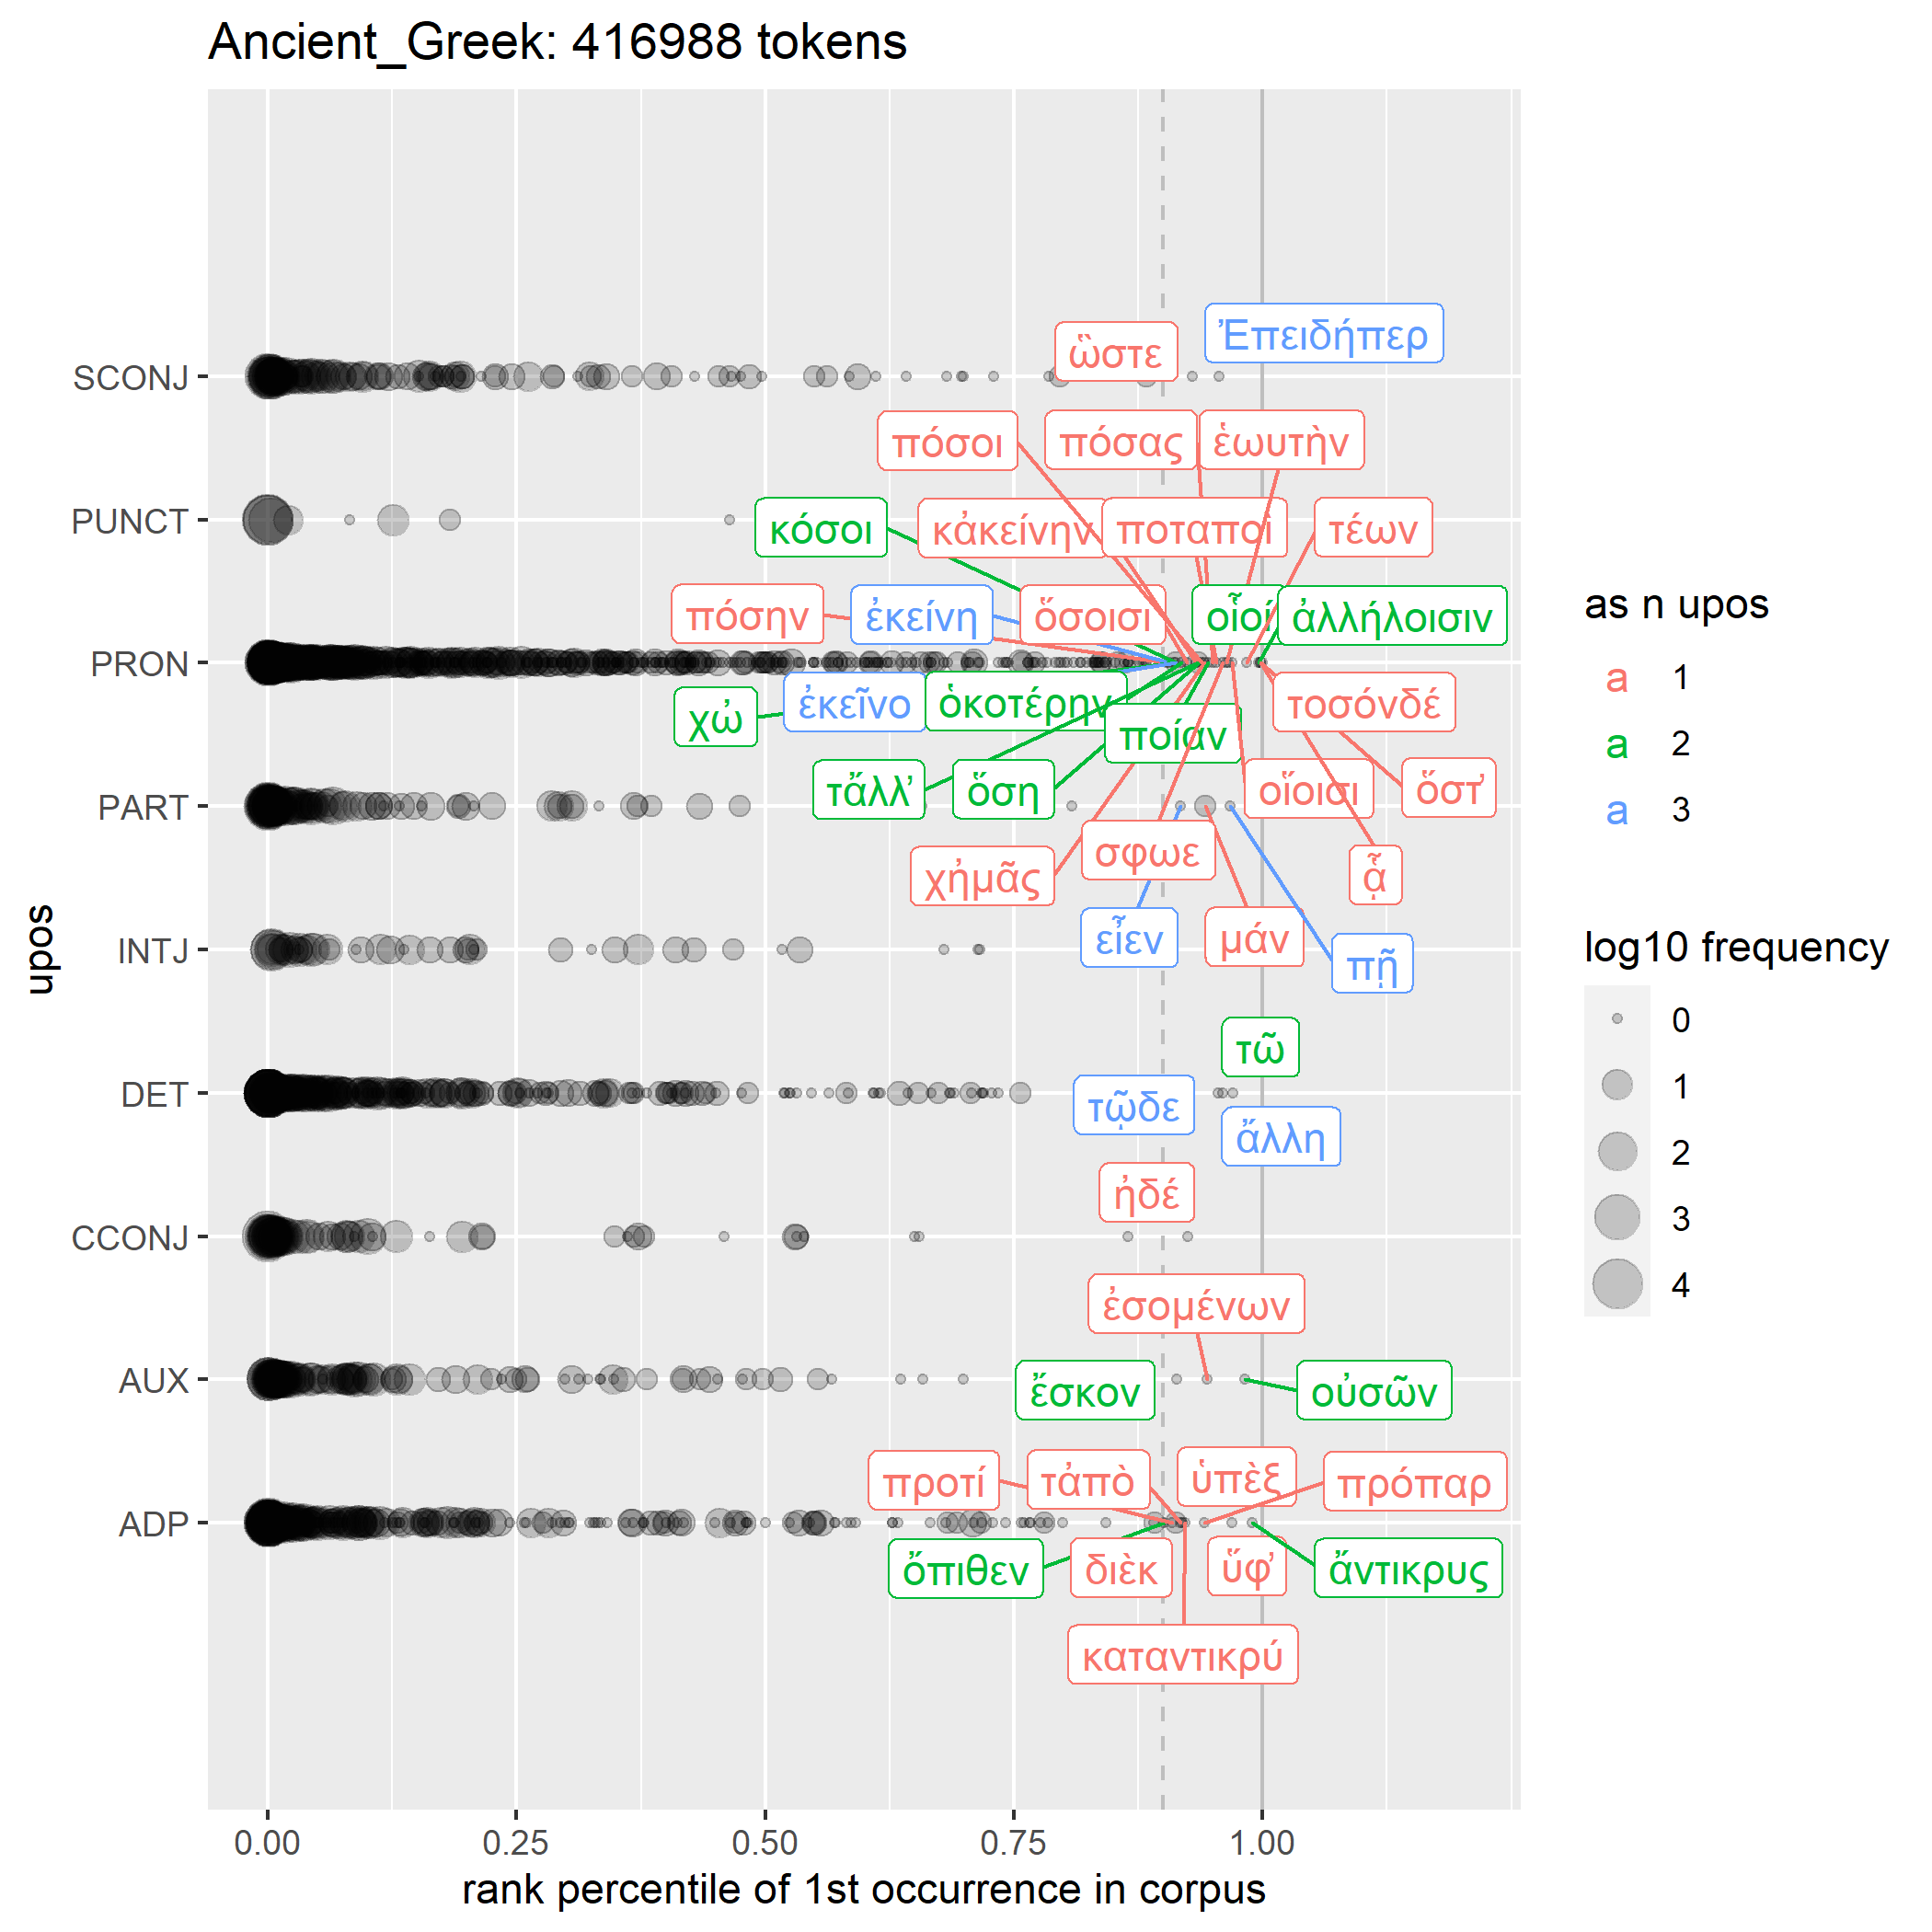 Ancient_Greek: 416988 tokens
SCONJ
ὣστε
Ἐπειδήπερ
πόσοι
πόσας
ἑωυτὴν
PUNCT
κόσοι
κἀκείνην
ποταποί
τέων
πόσην
ἐκείνη
ὅσοισι
ἀλλήλοισιν
PRON
χὠ
ἐκεῖνο
ὁκοτέρην
ποίαν
τοσόνδέ
PART
τἄλλ'
ὅση
οἵοισι
ὅστ'
χἠμᾶς
σφωε
ᾇ
INTJ
εἶεν
μάν
πῇ
τῶ
DET
τῷδε
ἄλλη
ἠδέ
CCONJ
ἐσομένων
AUX
ἔσκον
οὐσῶν
προτί
τἀπὸ
ὑπὲξ
πρόπαρ
ADP
ὄπιθεν
διὲκ
ὕφ'
ἄντικρυς
καταντικρύ
0.00 0.25 0.50 0.75 1.00
rank percentile of 1st occurrence in corpus
upos
as n upos
a 1
a 2
a 3
log10 frequency
0
1
2
3
4